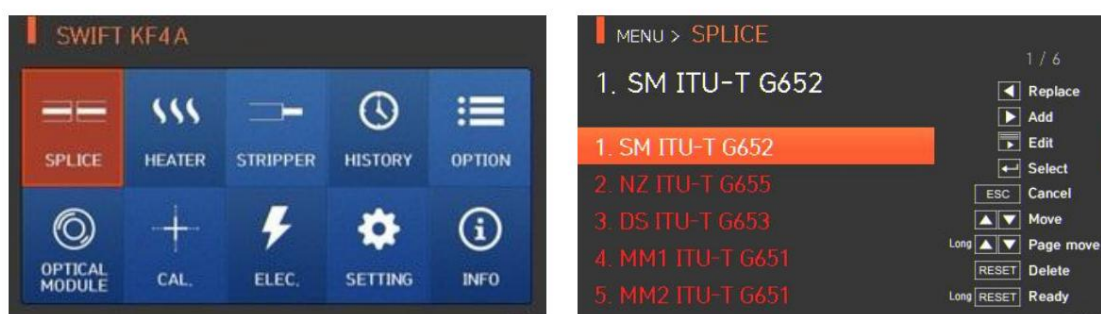 SWIFT KF4A
SPLICE HEATER STRIPPER HISTORY OPTION
OPTICAL
MODULE CAL. ELEC. SETTING INFO
MENU > SPLICE
1 / 6
1. SM ITU-T G652
Replace
Add
1. SM ITU-T G652 Edit
Select
2. NZ ITU-T G655
ESC Cancel
3. DS ITU-T G653 Move
4. MM1 ITU-T G651 Long Page move
RESET Delete
5. MM2 ITU-T G651 Long RESET Ready